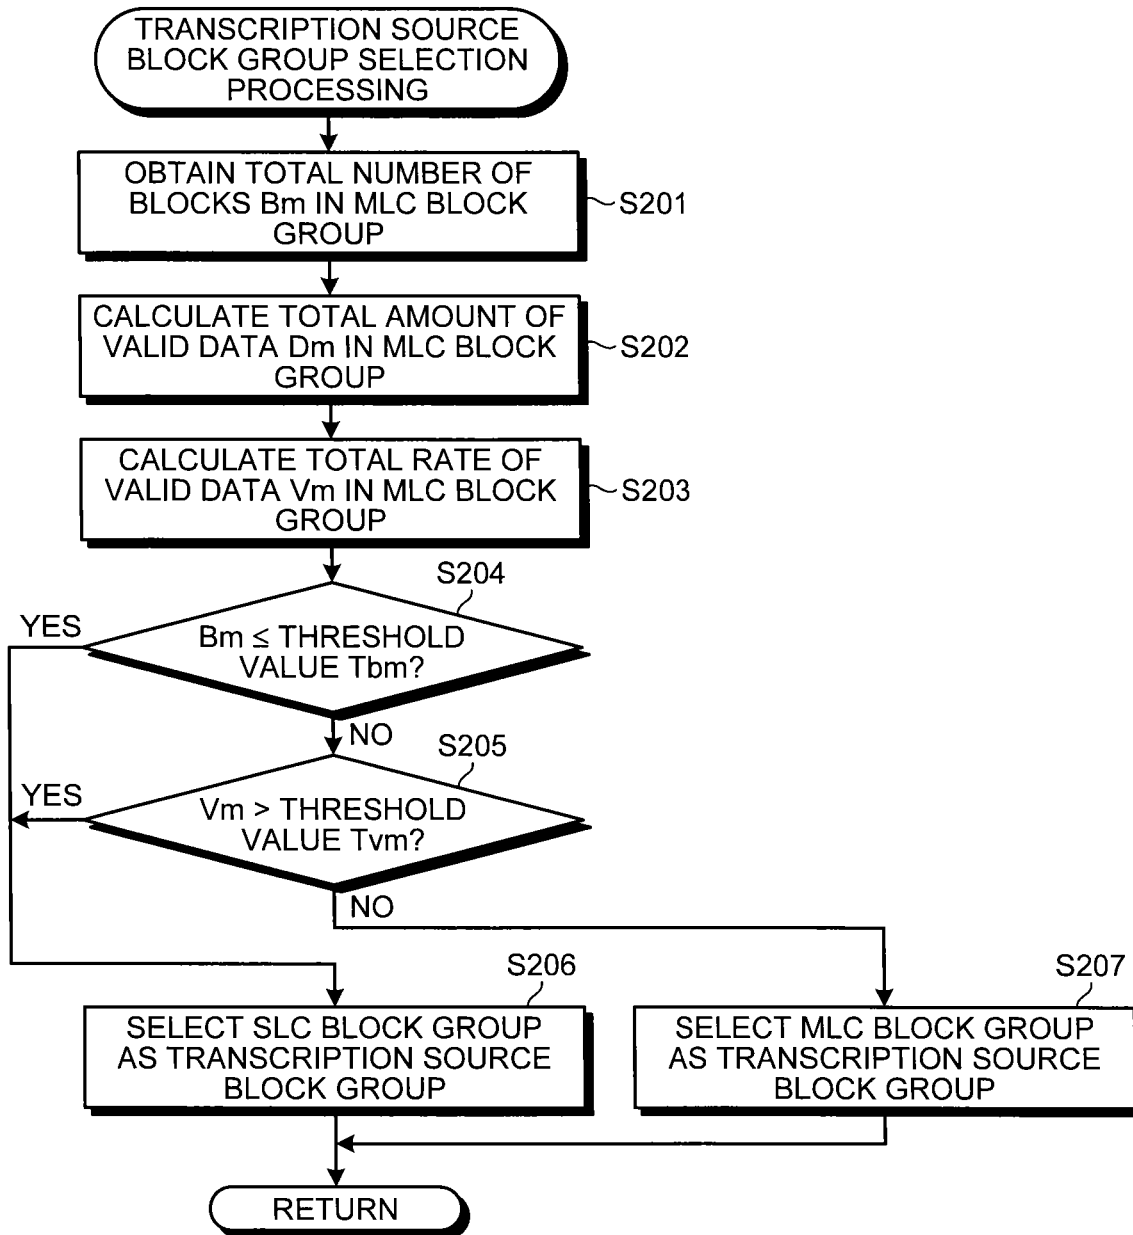 TRANSCRIPTION SOURCE
BLOCK GROUP SELECTION
PROCESSING
OBTAIN TOTAL NUMBER OF
BLOCKS Bm IN MLC BLOCK
GROUP
S201
CALCULATE TOTAL AMOUNT OF
VALID DATA Dm IN MLC BLOCK
GROUP
S202
CALCULATE TOTAL RATE OF
VALID DATA Vm IN MLC BLOCK
GROUP
S203
S204
YES
Bm ≤ THRESHOLD
VALUE Tbm?
NO
S205
YES
Vm > THRESHOLD
VALUE Tvm?
NO
S206
SELECT SLC BLOCK GROUP
AS TRANSCRIPTION SOURCE
BLOCK GROUP
S207
SELECT MLC BLOCK GROUP
AS TRANSCRIPTION SOURCE
BLOCK GROUP
RETURN